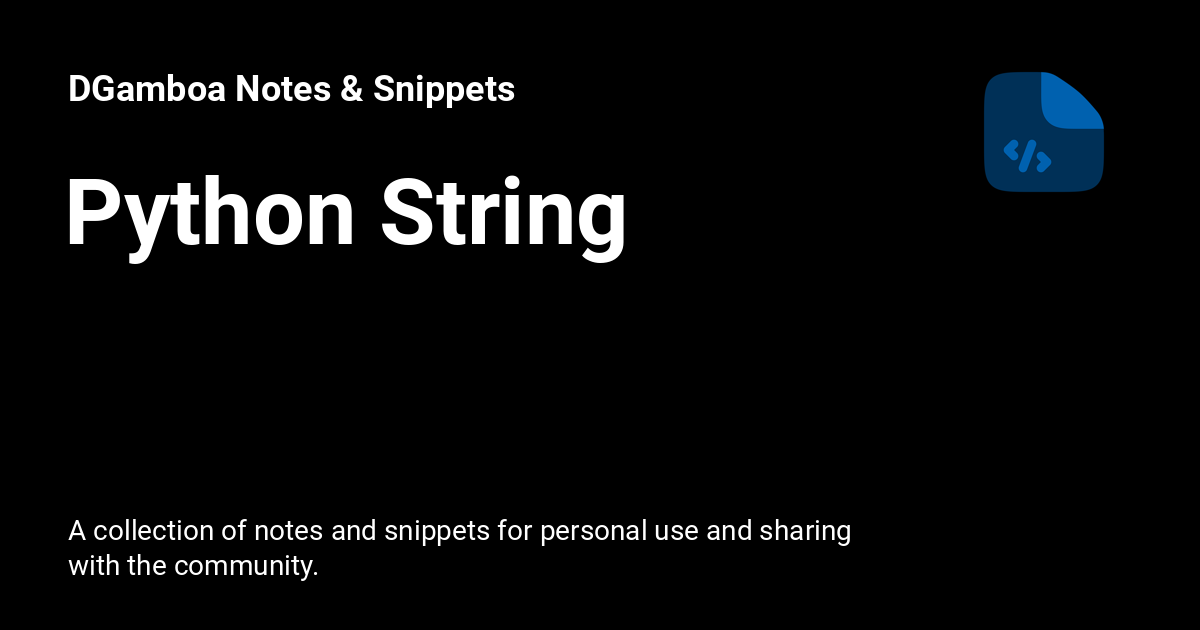 DGamboa Notes & Snippets
Python String
</>
A collection of notes and snippets for personal use and sharing
with the community.